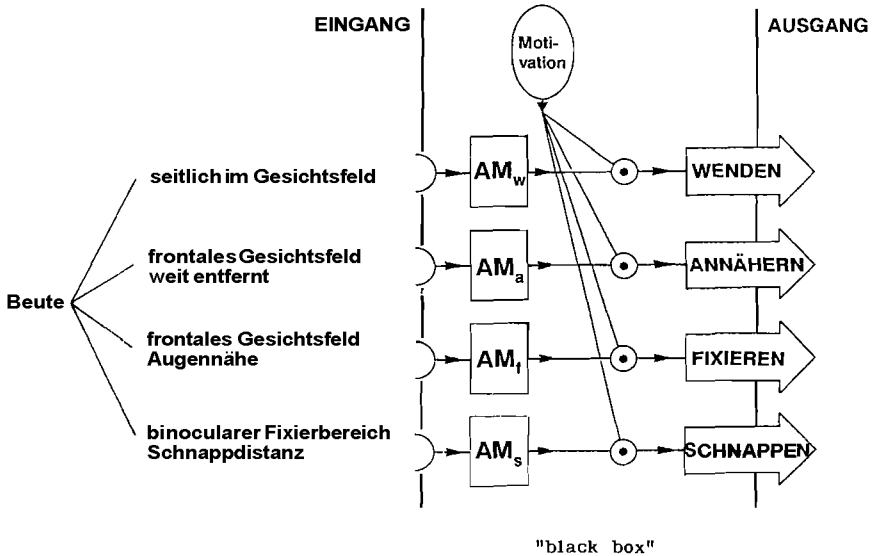 EINGANG
Moti-
vation
AUSGANG
seitlich im Gesichtsfeld
AMw
WENDEN
frontales Gesichtsfeld
weit entfernt
AMa
ANNÄHERN
Beute
frontales Gesichtsfeld
Augennähe
AMf
FIXIEREN
binocularer Fixierbereich
Schnappdistanz
AMs
SCHNAPPEN
"black box"